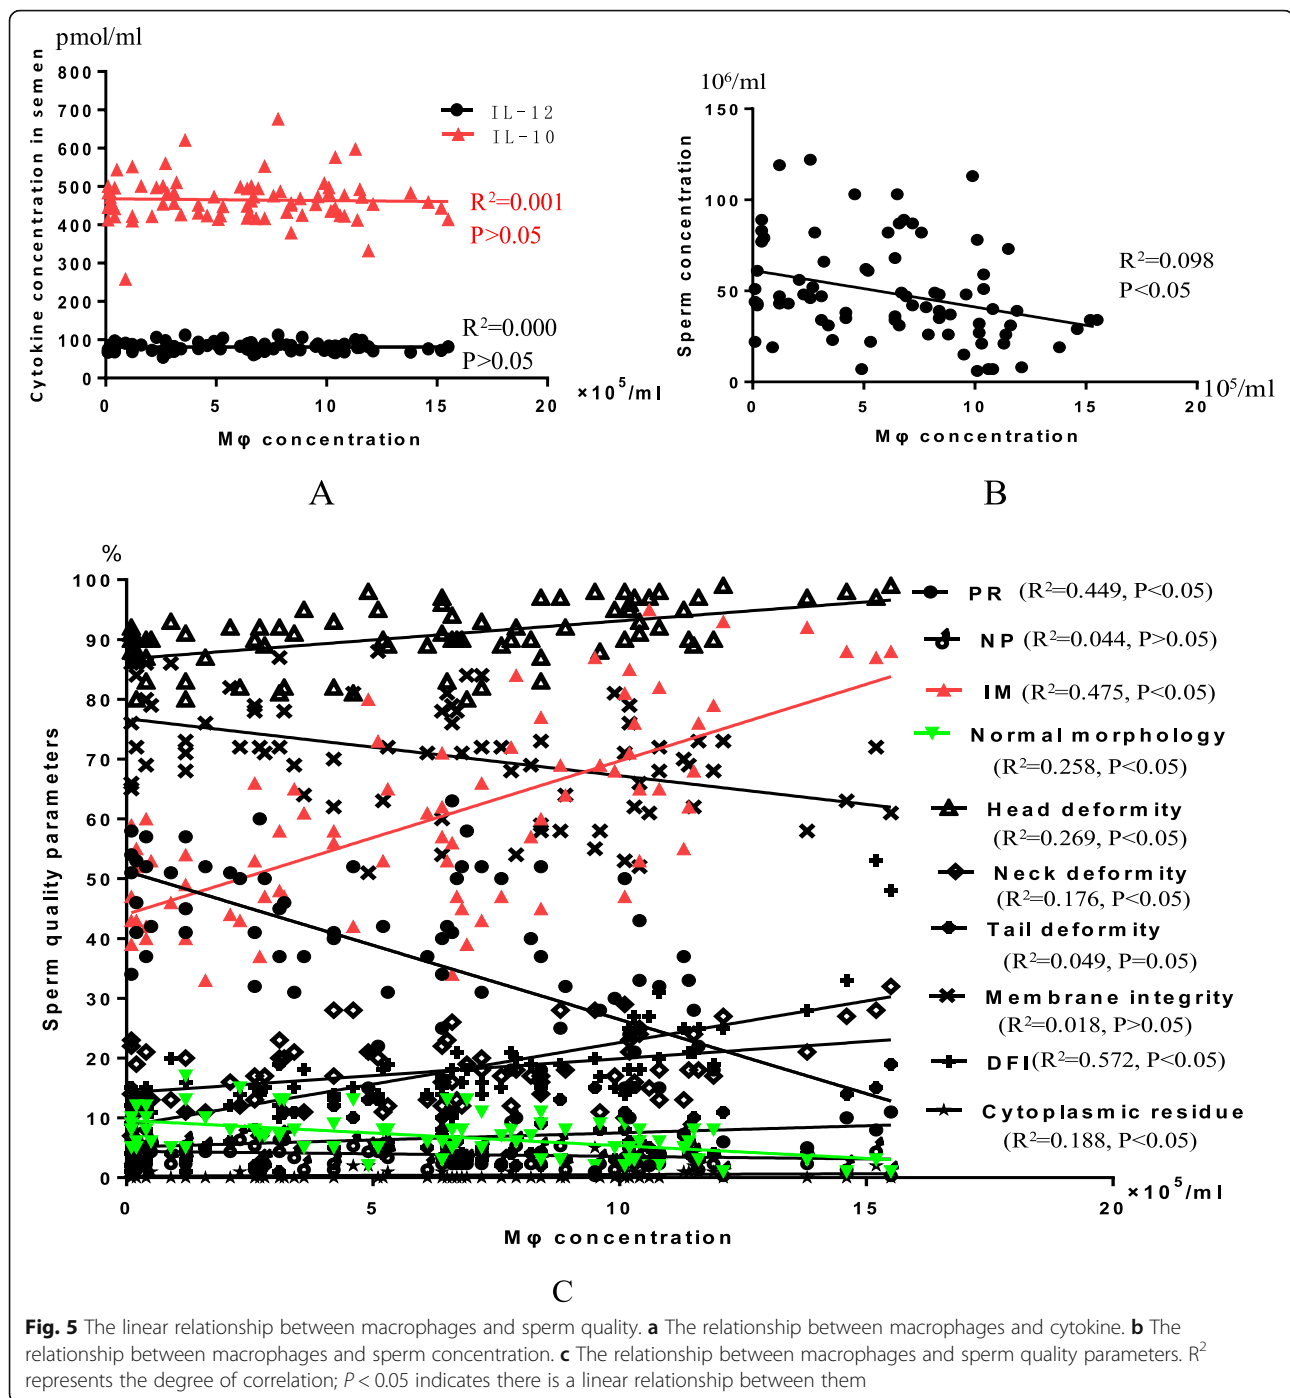 pmol/ml
Cytokine concentration in semen
800
700
600
500
400
300
200
100
0
IL-12
IL-10
R²=0.001
P>0.05
R²=0.000
P>0.05
0 5 10 15 20
×10⁵/ml
Mφ concentration
A
10⁶/ml
Sperm concentration
150
100
50
0
R²=0.098
P<0.05
0 5 10 15 20
10⁵/ml
Mφ concentration
B
%
Sperm quality parameters
100
90
80
70
60
50
40
30
20
10
0
PR (R²=0.449, P<0.05)
NP (R²=0.044, P>0.05)
IM (R²=0.475, P<0.05)
Normal morphology
(R²=0.258, P<0.05)
Head deformity
(R²=0.269, P<0.05)
Neck deformity
(R²=0.176, P<0.05)
Tail deformity
(R²=0.049, P=0.05)
Membrane integrity
(R²=0.018, P>0.05)
DFI(R²=0.572, P<0.05)
Cytoplasmic residue
(R²=0.188, P<0.05)
0 5 10 15 20
×10⁵/ml
Mφ concentration
C
Fig. 5 The linear relationship between macrophages and sperm quality. a The relationship between macrophages and cytokine. b The
relationship between macrophages and sperm concentration. c The relationship between macrophages and sperm quality parameters. R²
represents the degree of correlation; P < 0.05 indicates there is a linear relationship between them